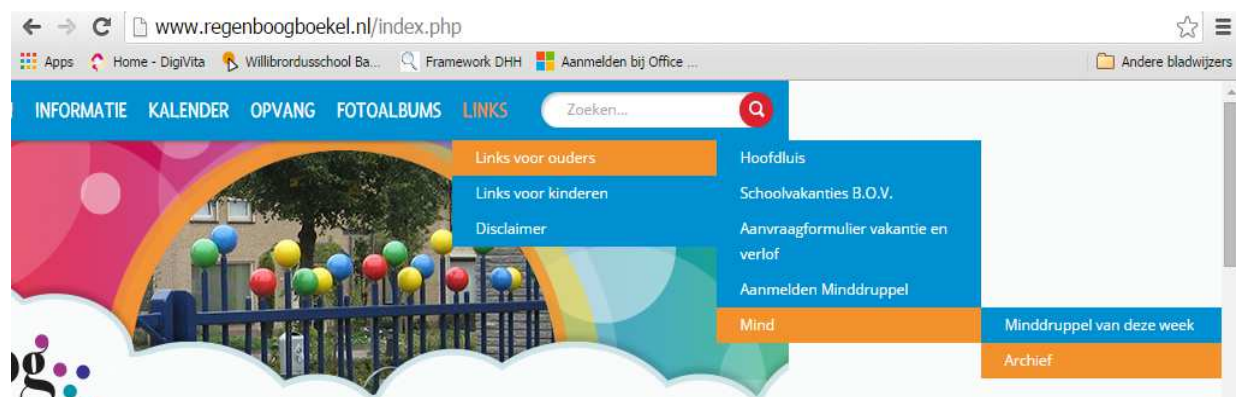 www.regenboogboekel.nl/index.php
Apps Home - DigiVita Willibrordusschool Ba... Framework DHH Aanmelden bij Office ... Andere bladwijzers
INFORMATIE KALENDER OPVANG FOTOALBUMS LINKS Zoeken...
Links voor ouders Hoofdluis
Links voor kinderen Schoolvakanties B.O.V.
Disclaimer Aanvraagformulier vakantie en
verlof
Aanmelden Minddruppel
Mind Minddruppel van deze week
Archief